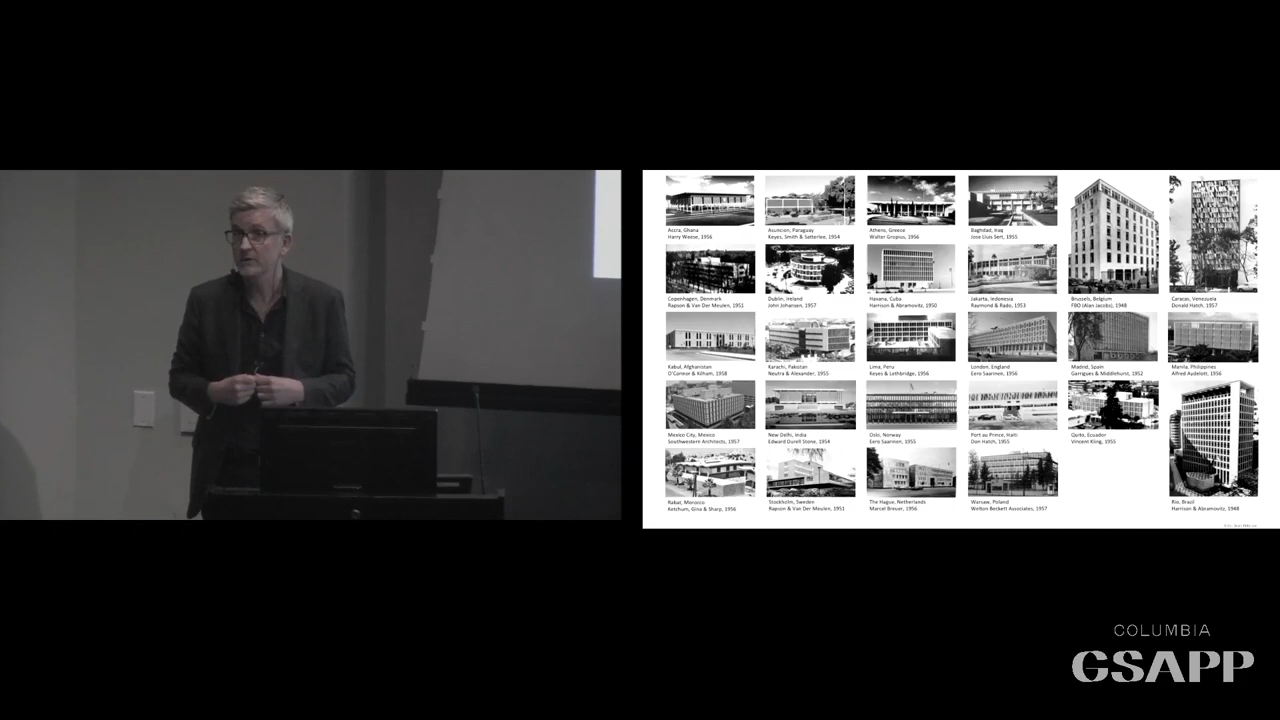 Accra, Ghana
Harry Weese, 1956
Asuncion, Paraguay
Keyes, Smith & Setterlee, 1954
Athens, Greece
Walter Gropius, 1956
Baghdad, Iraq
Jose Lluis Sert, 1955
Copenhagen, Denmark
Rapson & Van Der Meulen, 1951
Dublin, Ireland
John Johansen, 1957
Havana, Cuba
Harrison & Abramovitz, 1950
Jakarta, Indonesia
Raymond & Rado, 1953
Brussels, Belgium
FBO (Alan Jacobs), 1948
Caracas, Venezuela
Donald Hatch, 1957
Kabul, Afghanistan
O'Connor & Kilham, 1958
Karachi, Pakistan
Neutra & Alexander, 1955
Lima, Peru
Keyes & Lethbridge, 1956
London, England
Eero Saarinen, 1956
Madrid, Spain
Garrigues & Middlehurst, 1952
Manila, Philippines
Alfred Aydelott, 1956
Mexico City, Mexico
Southwestern Architects, 1957
New Delhi, India
Edward Durell Stone, 1954
Oslo, Norway
Eero Saarinen, 1955
Port au Prince, Haiti
Don Hatch, 1955
Quito, Ecuador
Vincent Kling, 1955
Rabat, Morocco
Ketchum, Gina & Sharp, 1956
Stockholm, Sweden
Rapson & Van Der Meulen, 1951
The Hague, Netherlands
Marcel Breuer, 1956
Warsaw, Poland
Welton Beckett Associates, 1957
Rio, Brazil
Harrison & Abramovitz, 1948
COLUMBIA
GSAPP